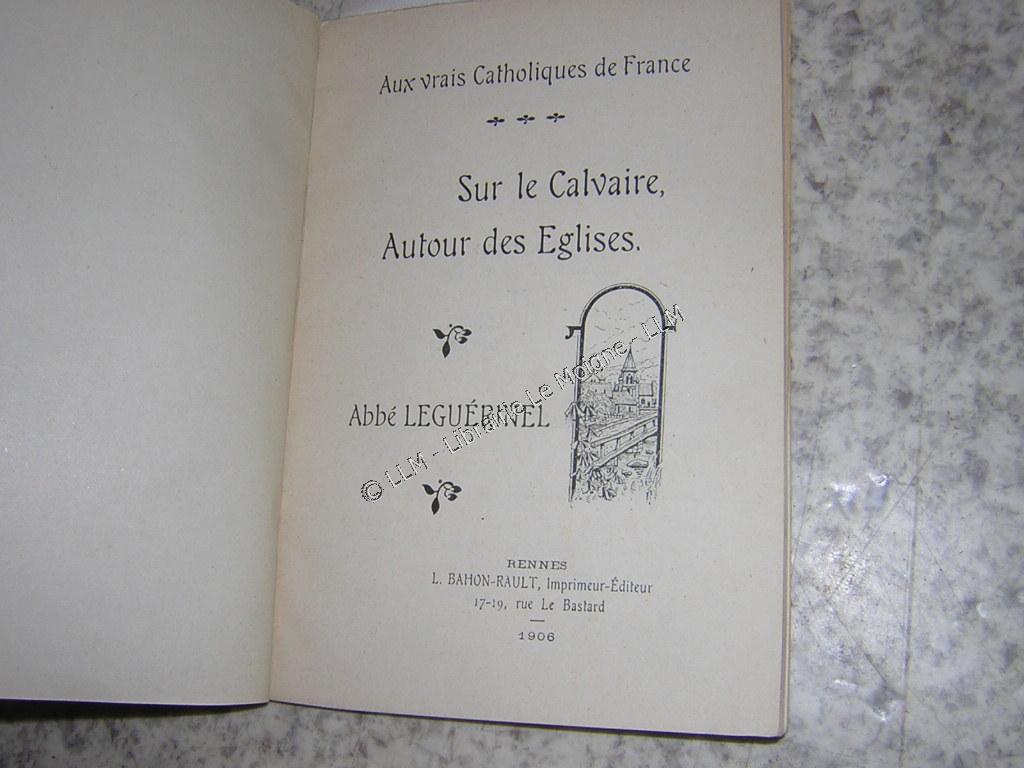 Aux vrais Catholiques de France
Sur le Calvaire,
Autour des Eglises.
Abbé LEGUÉRINEL
© LLM - Librairie Le Moigne - LLM
RENNES
L. BAHON-RAULT, Imprimeur-Éditeur
17-19, rue Le Bastard
1906